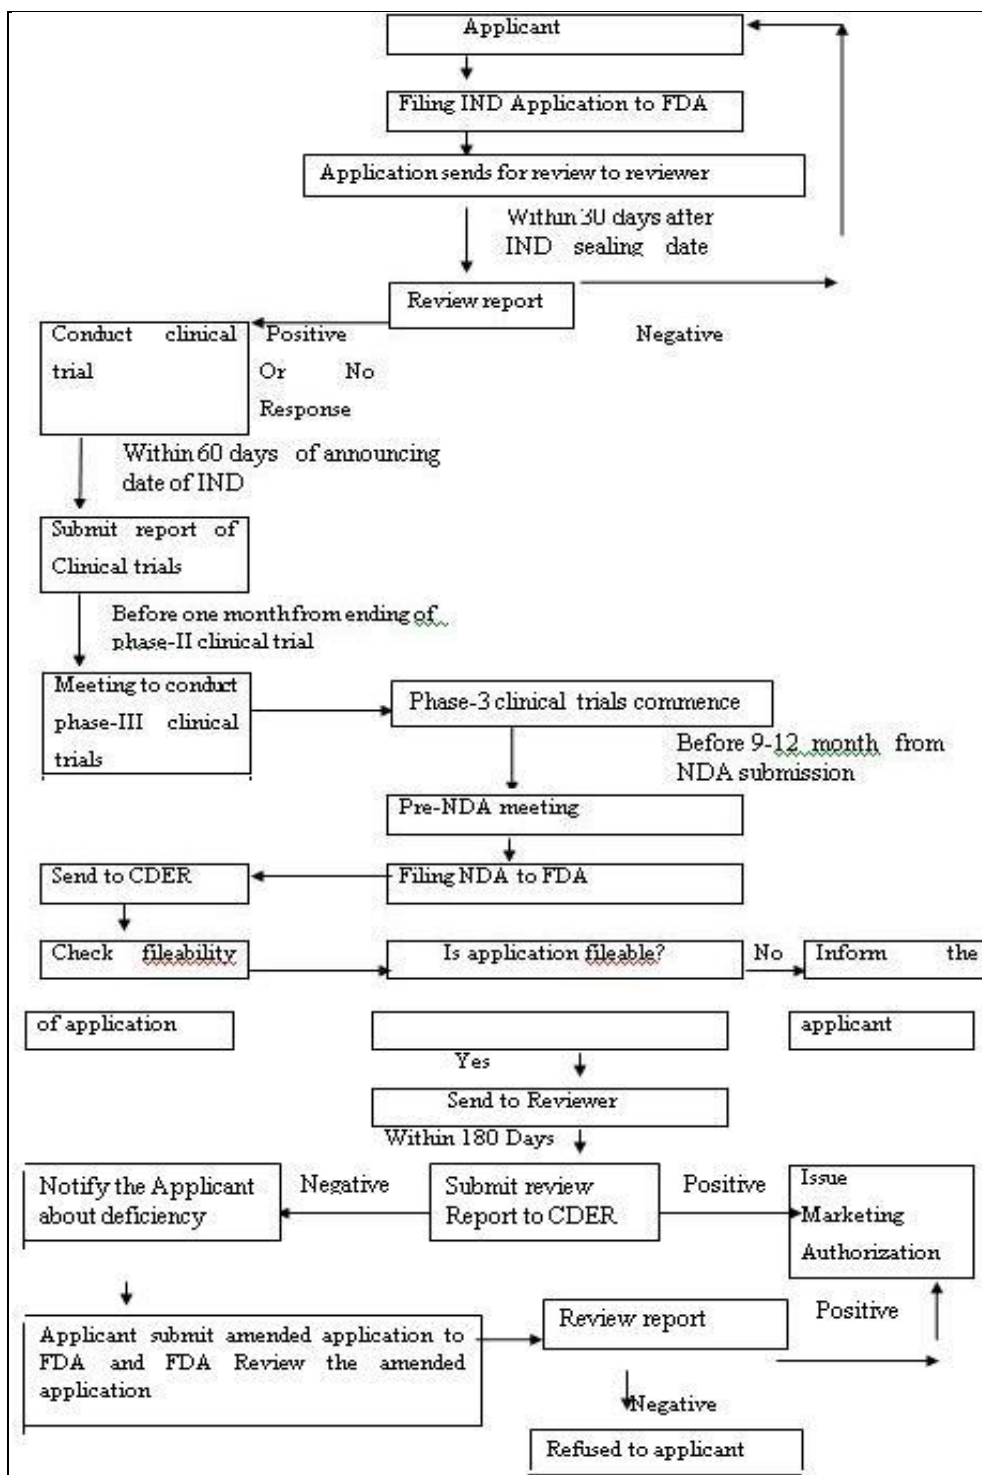 Applicant
Filing IND Application to FDA
Application sends for review to reviewer
Within 30 days after
IND sealing date
Review report
Negative
Positive
Or No
Response
Conduct clinical
trial
Within 60 days of announcing
date of IND
Submit report of
Clinical trials
Before one month from ending of
phase-II clinical trial
Meeting to conduct
phase-III clinical
trials
Phase-3 clinical trials commence
Before 9-12 month from
NDA submission
Pre-NDA meeting
Filing NDA to FDA
Send to CDER
Check fileability
of application
Is application fileable?
No
Inform the
applicant
Yes
Send to Reviewer
Within 180 Days
Submit review
Report to CDER
Negative
Notify the Applicant
about deficiency
Positive
Issue
Marketing
Authorization
Applicant submit amended application to
FDA and FDA Review the amended
application
Review report
Positive
Negative
Refused to applicant